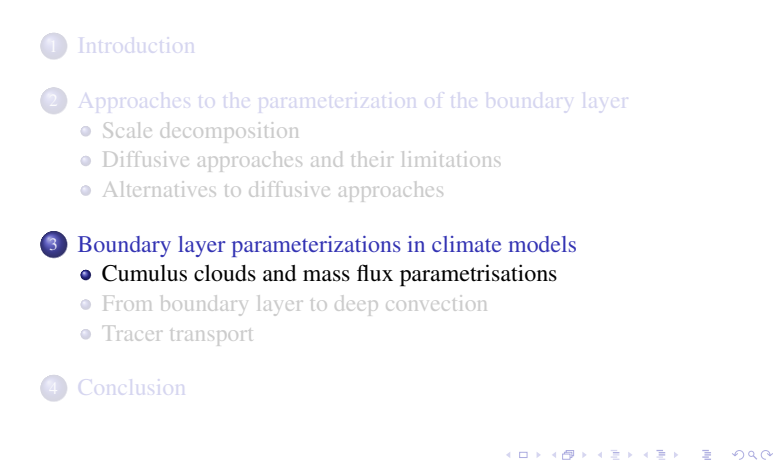 1 Introduction
2 Approaches to the parameterization of the boundary layer
Scale decomposition
Diffusive approaches and their limitations
Alternatives to diffusive approaches
3 Boundary layer parameterizations in climate models
Cumulus clouds and mass flux parametrisations
From boundary layer to deep convection
Tracer transport
4 Conclusion